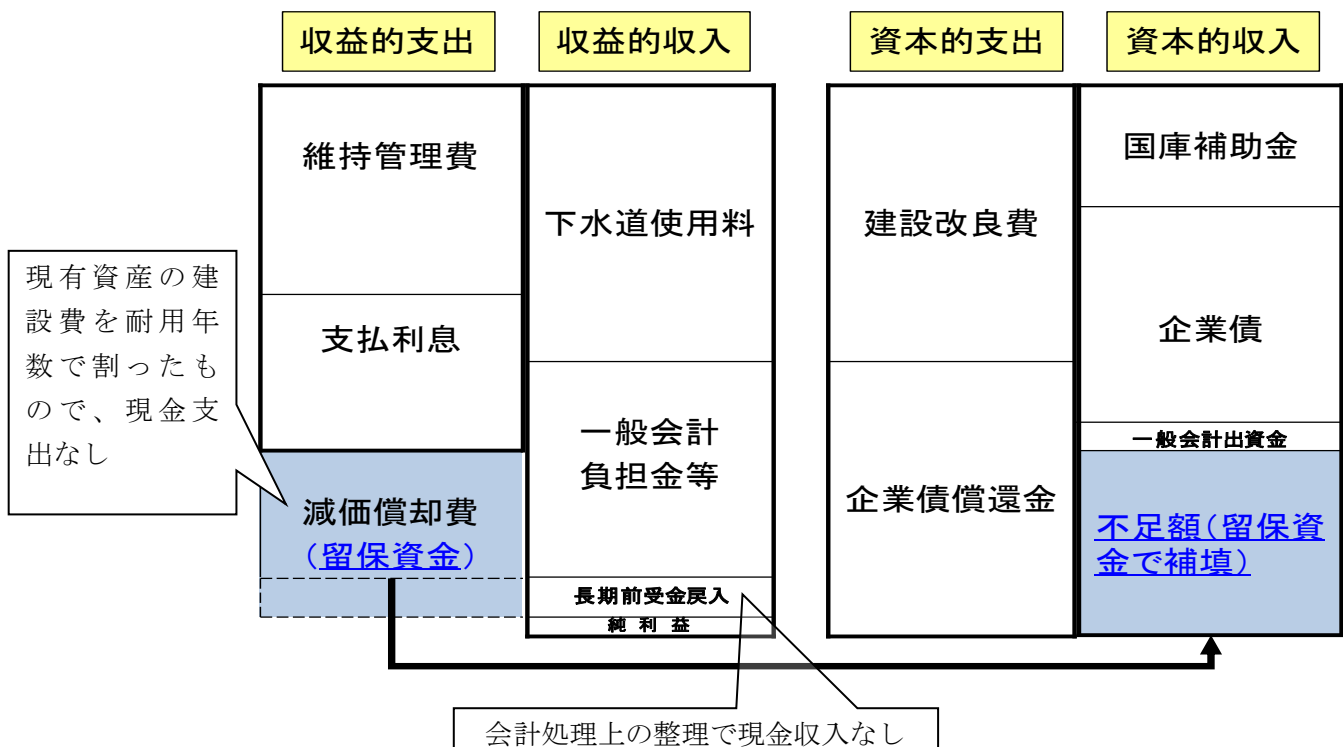 収益的支出
収益的収入
資本的支出
資本的収入
維持管理費
支払利息
減価償却費
（留保資金）
下水道使用料
一般会計
負担金等
長期前受金戻入
純利益
建設改良費
企業債償還金
国庫補助金
企業債
一般会計出資金
不足額（留保資
金で補填）
現有資産の建
設費を耐用年
数で割ったも
ので、現金支
出なし
会計処理上の整理で現金収入なし